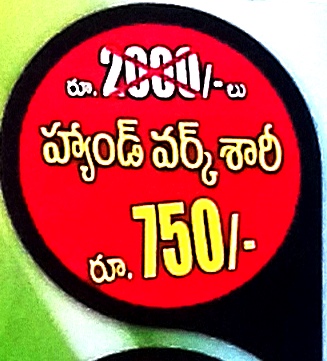 రూ. 2000/-లు
హ్యాండ్ వర్క్ శారీ
రూ. 750/-